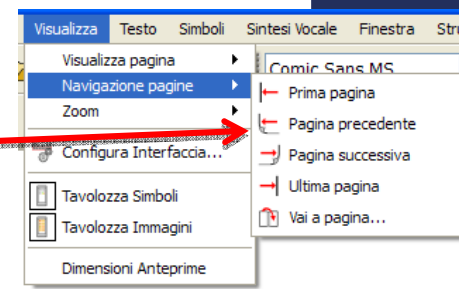 Visualizza Testo Simboli Sintesi Vocale Finestra Stru
Comic Sans MS
Visualizza pagina
Navigazione pagine
Zoom
Configura Interfaccia...
Tavolozza Simboli
Tavolozza Immagini
Dimensioni Anteprime
Prima pagina
Pagina precedente
Pagina successiva
Ultima pagina
Vai a pagina...